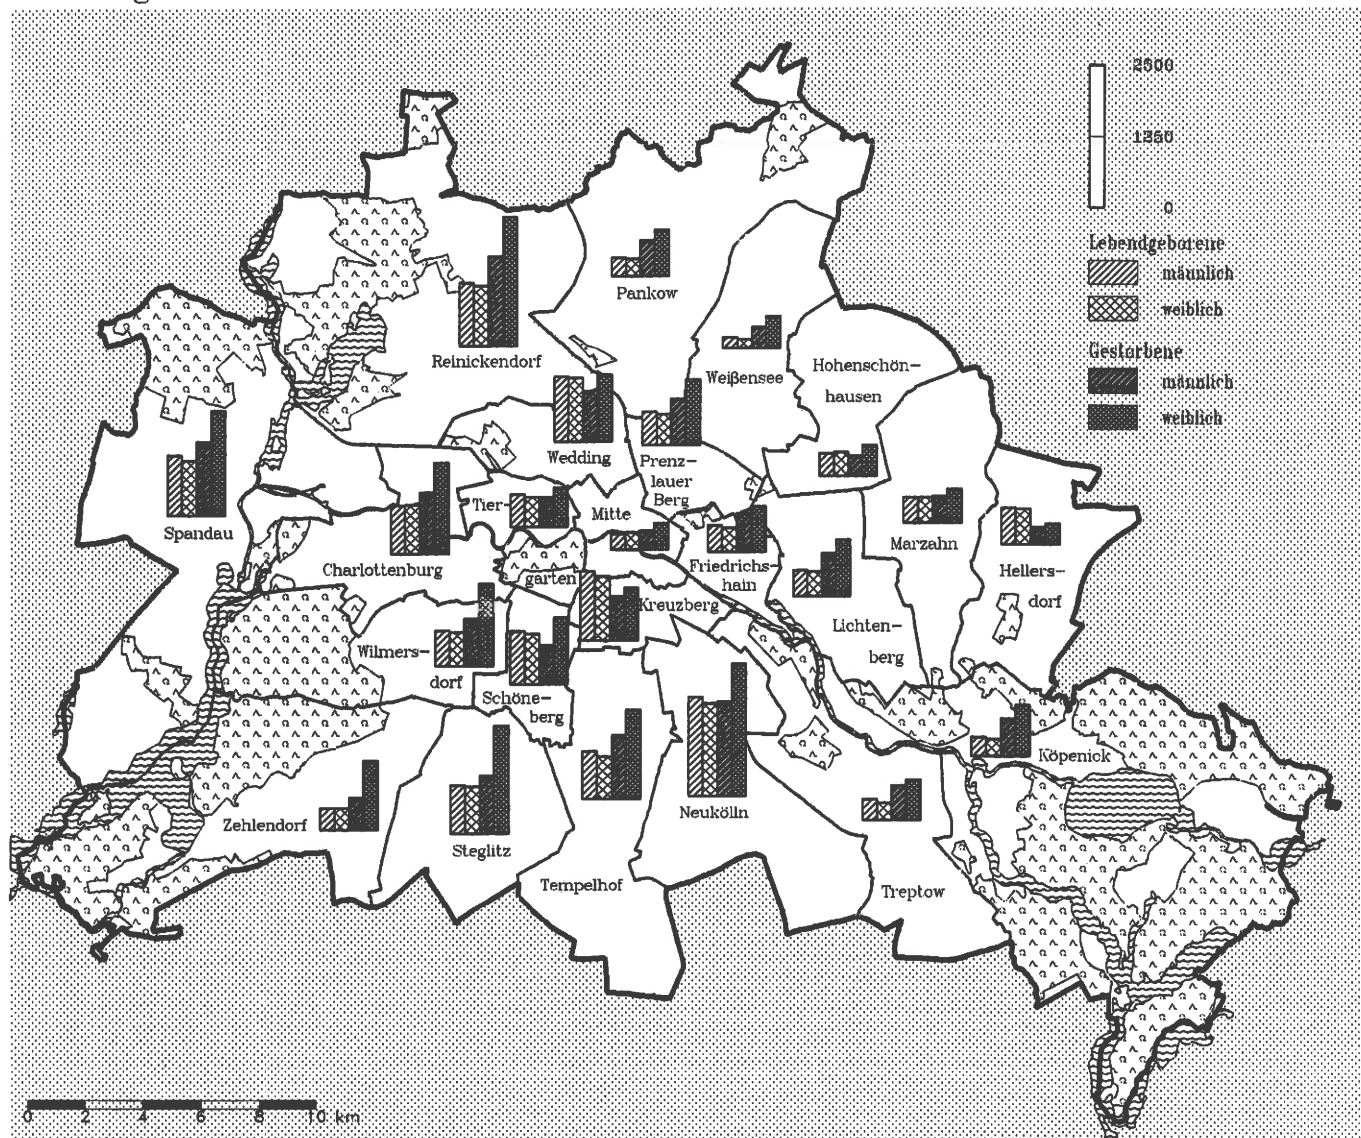 2500
1250
0
Lebendgeborene
männlich
weiblich
Gestorbene
männlich
weiblich
Pankow
Reinickendorf
Weißensee
Hohenschön-
hausen
Wedding
Prenz-
lauer
Berg
Spandau
Tier-
garten
Mitte
Friedrichs-
hain
Marzahn
Hellers-
dorf
Charlottenburg
Kreuzberg
Lichten-
berg
Wilmers-
dorf
Schöne-
berg
Köpenick
Zehlendorf
Steglitz
Neukölln
Tempelhof
Treptow
0 2 4 6 8 10 km